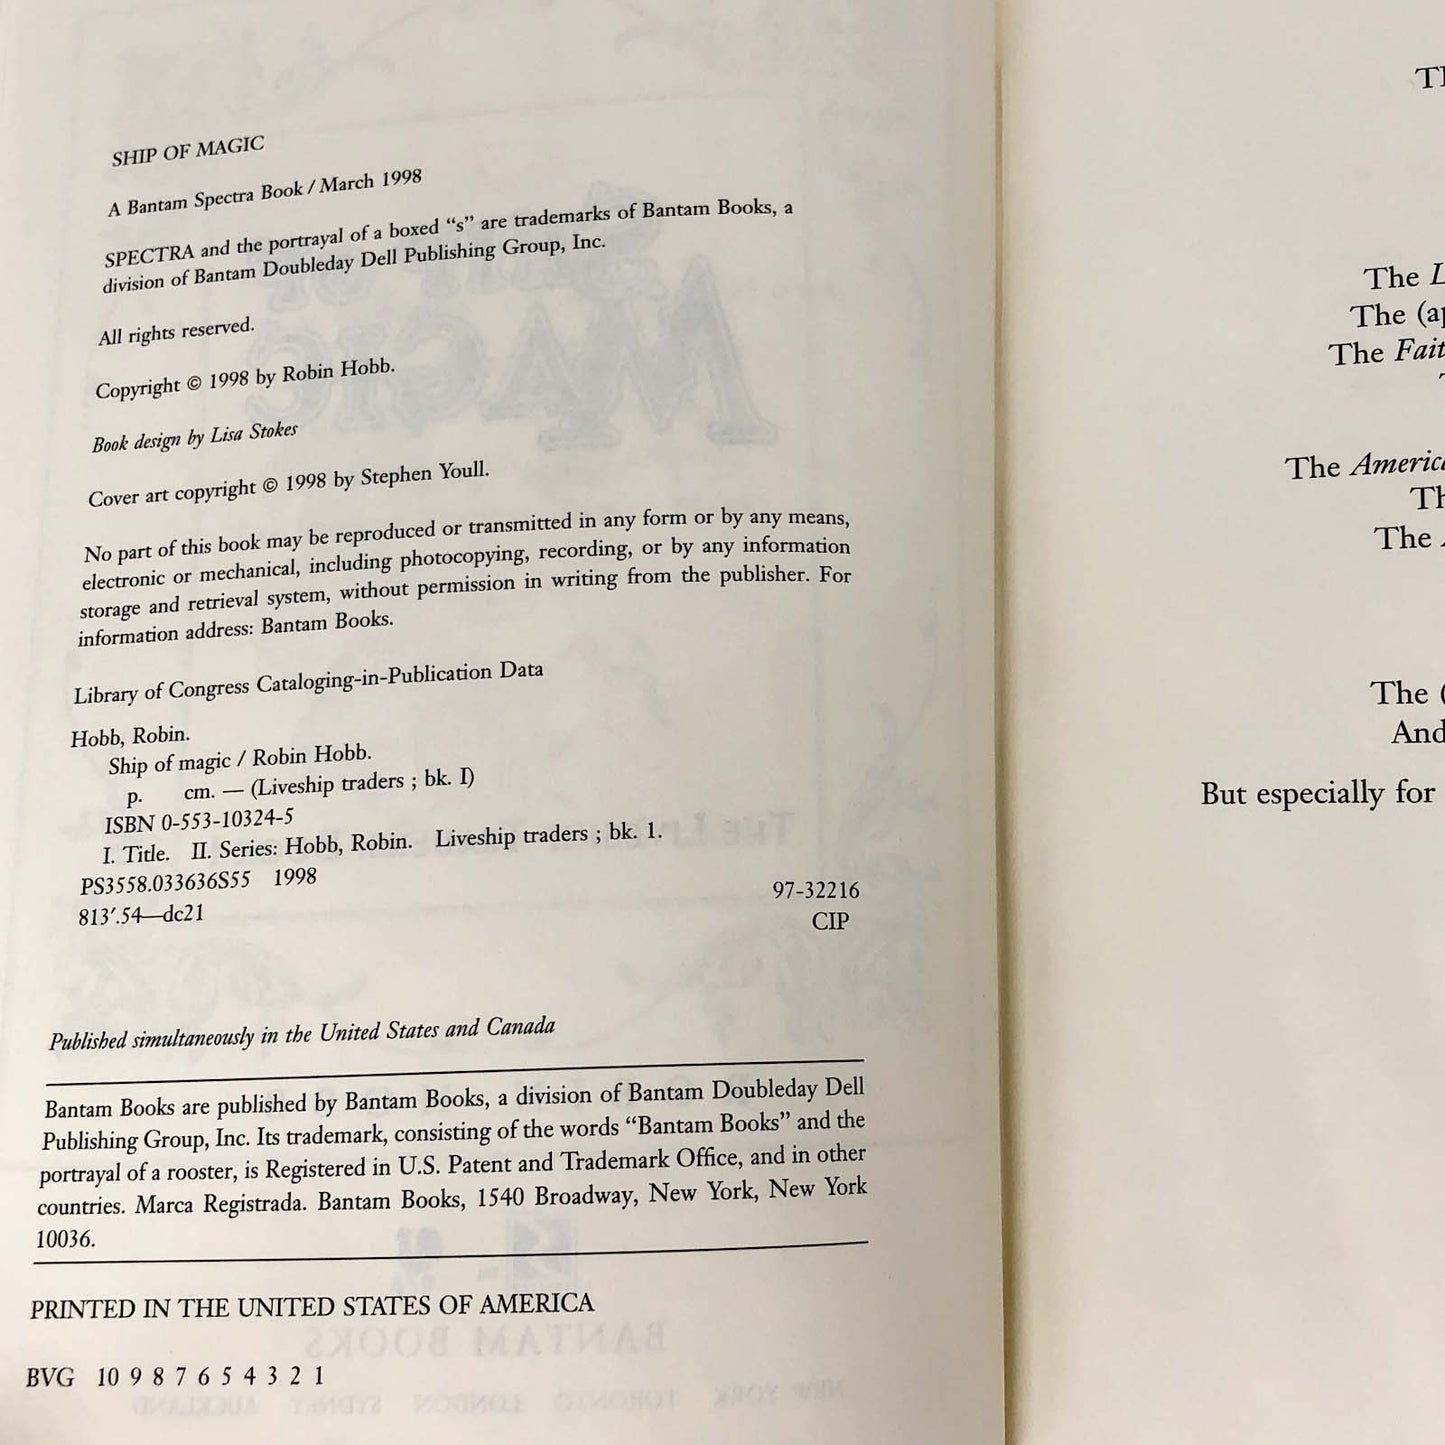 SHIP OF MAGIC
A Bantam Spectra Book / March 1998
SPECTRA and the portrayal of a boxed “s” are trademarks of Bantam Books, a
division of Bantam Doubleday Dell Publishing Group, Inc.
All rights reserved.
Copyright © 1998 by Robin Hobb.
Book design by Lisa Stokes
Cover art copyright © 1998 by Stephen Youll.
No part of this book may be reproduced or transmitted in any form or by any means,
electronic or mechanical, including photocopying, recording, or by any information
storage and retrieval system, without permission in writing from the publisher. For
information address: Bantam Books.
Library of Congress Cataloging-in-Publication Data
Hobb, Robin.
Ship of magic / Robin Hobb.
p. cm. — (Liveship traders ; bk. I)
ISBN 0-553-10324-5
I. Title. II. Series: Hobb, Robin. Liveship traders ; bk. 1.
PS3558.033636S55 1998
813′.54—dc21
97-32216
CIP
Published simultaneously in the United States and Canada
Bantam Books are published by Bantam Books, a division of Bantam Doubleday Dell
Publishing Group, Inc. Its trademark, consisting of the words “Bantam Books” and the
portrayal of a rooster, is Registered in U.S. Patent and Trademark Office, and in other
countries. Marca Registrada. Bantam Books, 1540 Broadway, New York, New York
10036.
PRINTED IN THE UNITED STATES OF AMERICA
BVG 10 9 8 7 6 5 4 3 2 1
The
The
The
The
The
The
And
But especially for